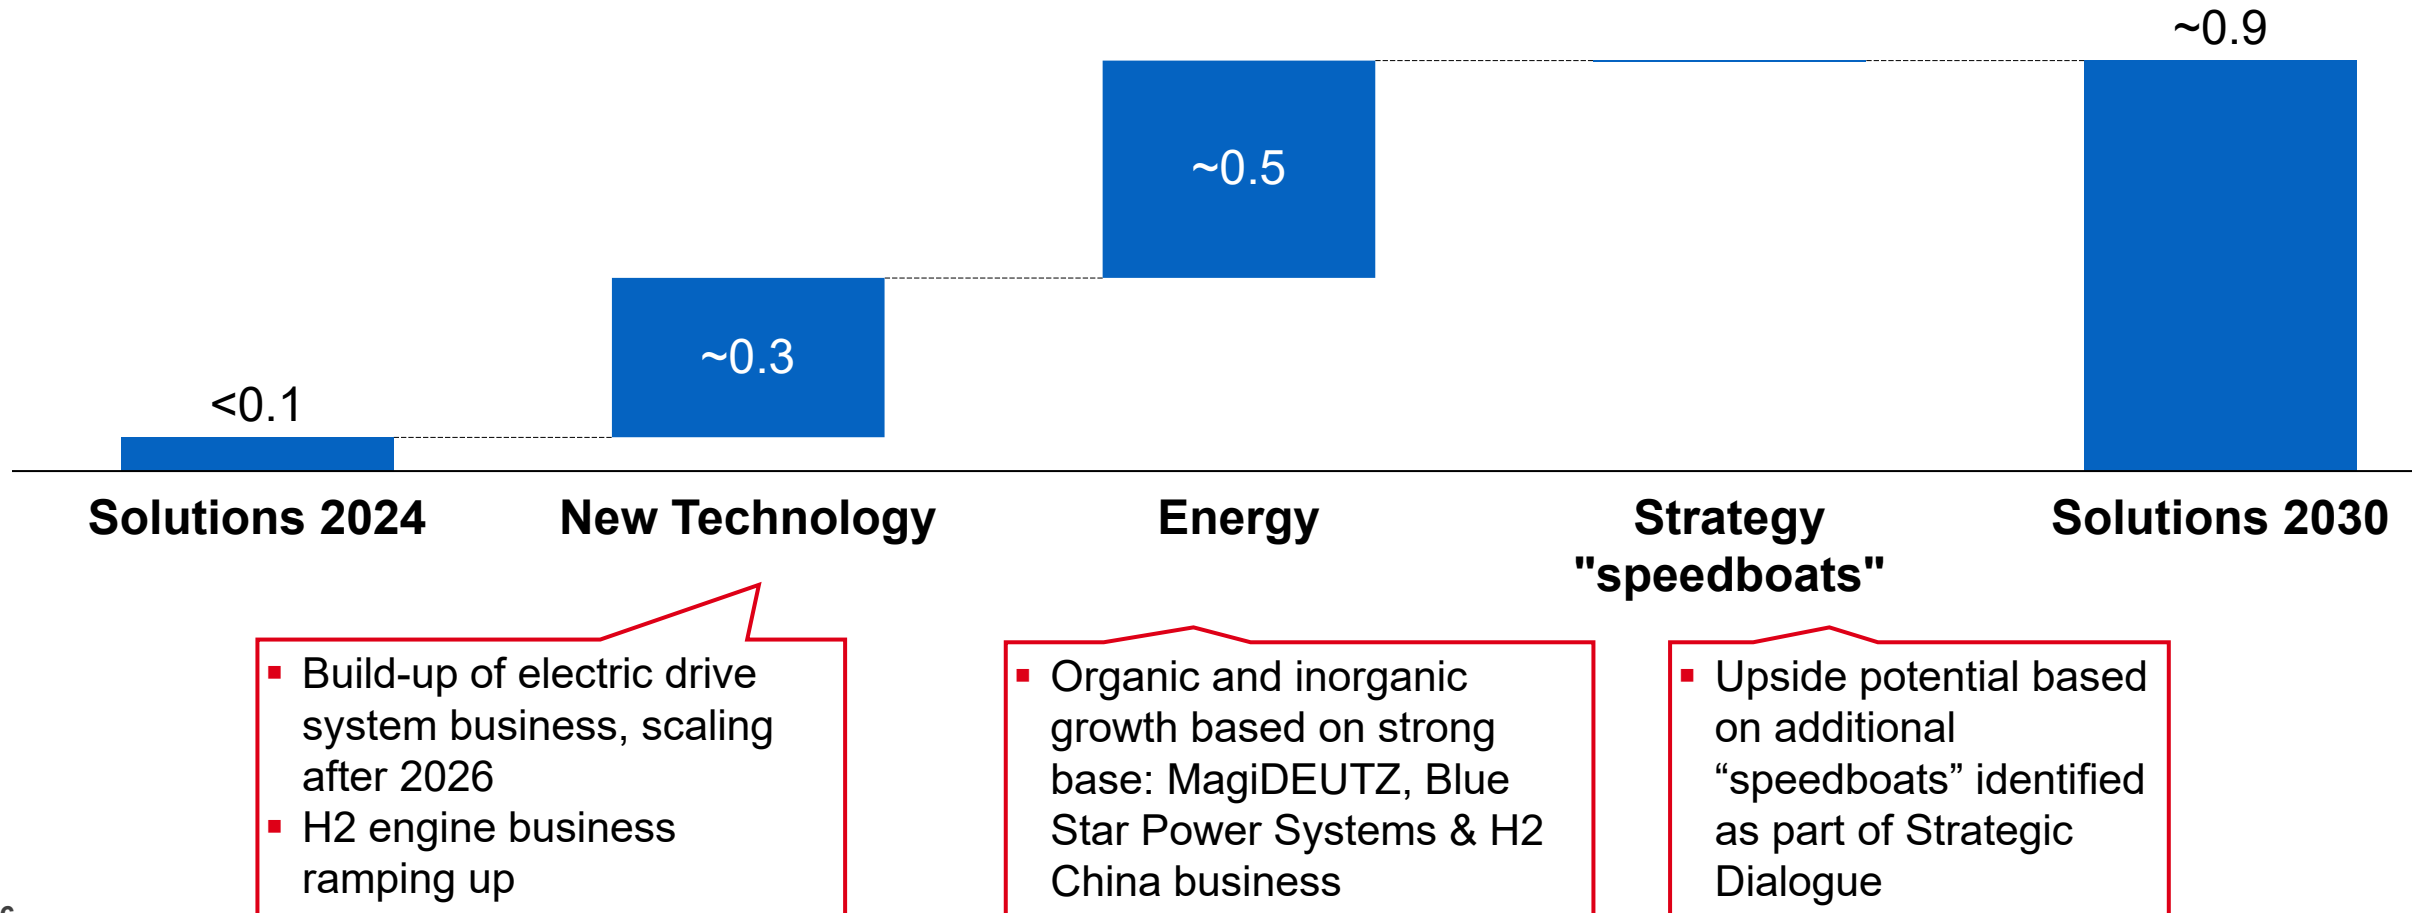 ~0.9
~0.5
~0.3
<0.1
Solutions 2024
New Technology
Energy
Strategy
"speedboats"
Solutions 2030
▪ Build-up of electric drive
system business, scaling
after 2026
▪ H2 engine business
ramping up
▪ Organic and inorganic
growth based on strong
base: MagiDEUTZ, Blue
Star Power Systems & H2
China business
▪ Upside potential based
on additional
“speedboats” identified
as part of Strategic
Dialogue